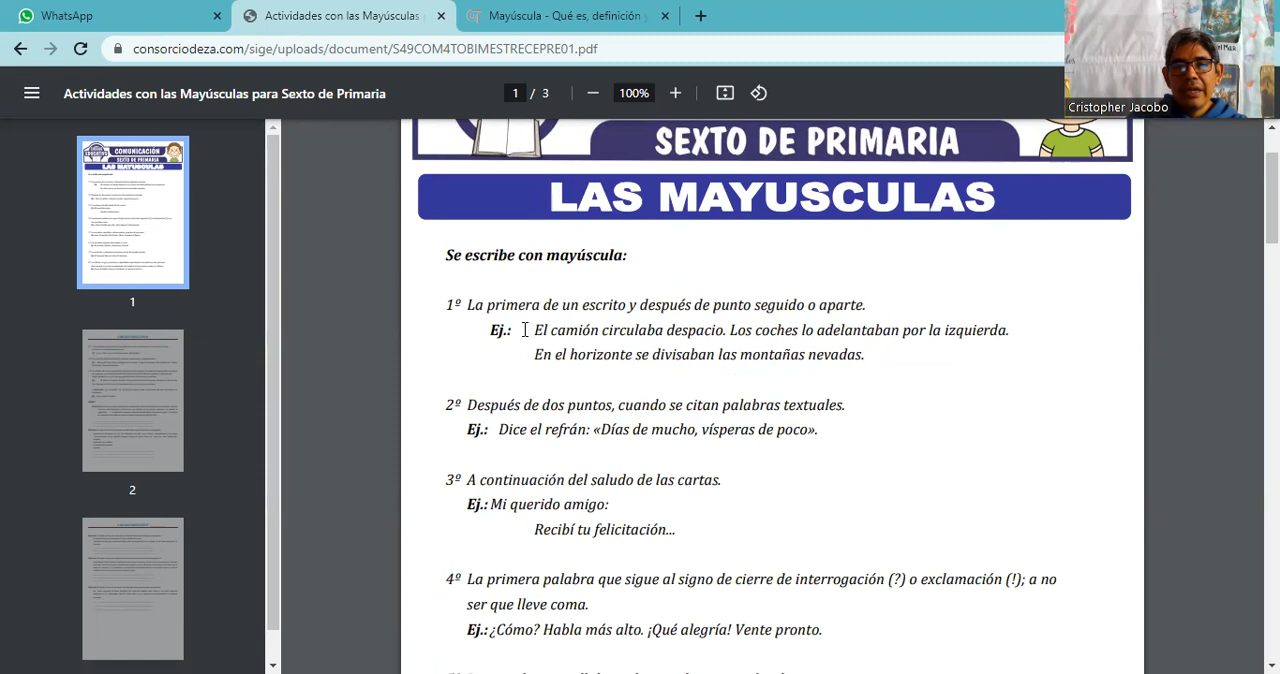 WhatsApp
Actividades con las Mayúsculas
Mayúscula - Qué es, definición
consorciodeza.com/sige/uploads/document/S49COM4TOBIMESTRECEPRE01.pdf
Actividades con las Mayúsculas para Sexto de Primaria
1 / 3
100%
Cristopher Jacobo
COMUNICACIÓN
SEXTO DE PRIMARIA
LAS MAYUSCULAS
1
2
SEXTO DE PRIMARIA
LAS MAYUSCULAS
Se escribe con mayúscula:
1º La primera de un escrito y después de punto seguido o aparte.
Ej.: El camión circulaba despacio. Los coches lo adelantaban por la izquierda.
En el horizonte se divisaban las montañas nevadas.
2º Después de dos puntos, cuando se citan palabras textuales.
Ej.: Dice el refrán: «Días de mucho, vísperas de poco».
3º A continuación del saludo de las cartas.
Ej.: Mi querido amigo:
Recibí tu felicitación...
4º La primera palabra que sigue al signo de cierre de interrogación (?) o exclamación (!); a no
ser que lleve coma.
Ej.: ¿Cómo? Habla más alto. ¡Qué alegría! Vente pronto.